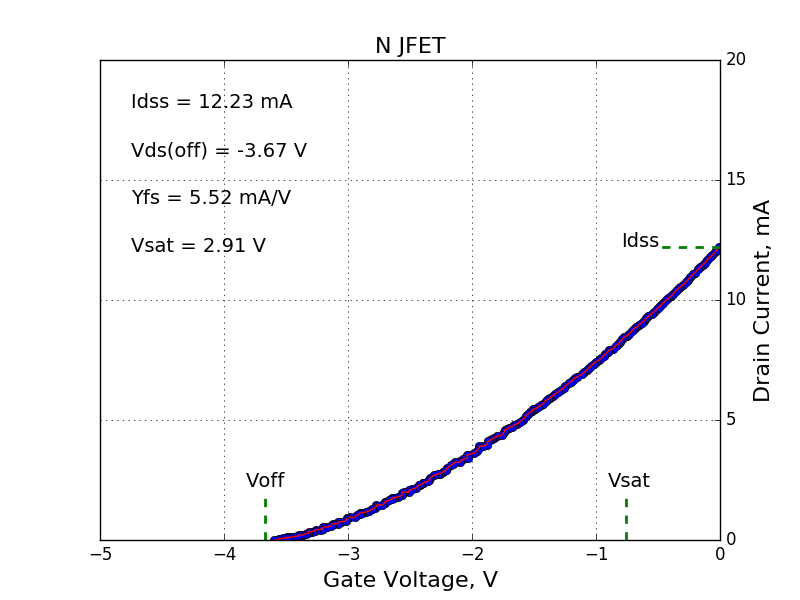 N JFET
Idss = 12.23 mA
Vds(off) = -3.67 V
Yfs = 5.52 mA/V
Vsat = 2.91 V
Idss
Voff
Vsat
20
15
10
5
0
Drain Current, mA
−5
−4
−3
−2
−1
0
Gate Voltage, V